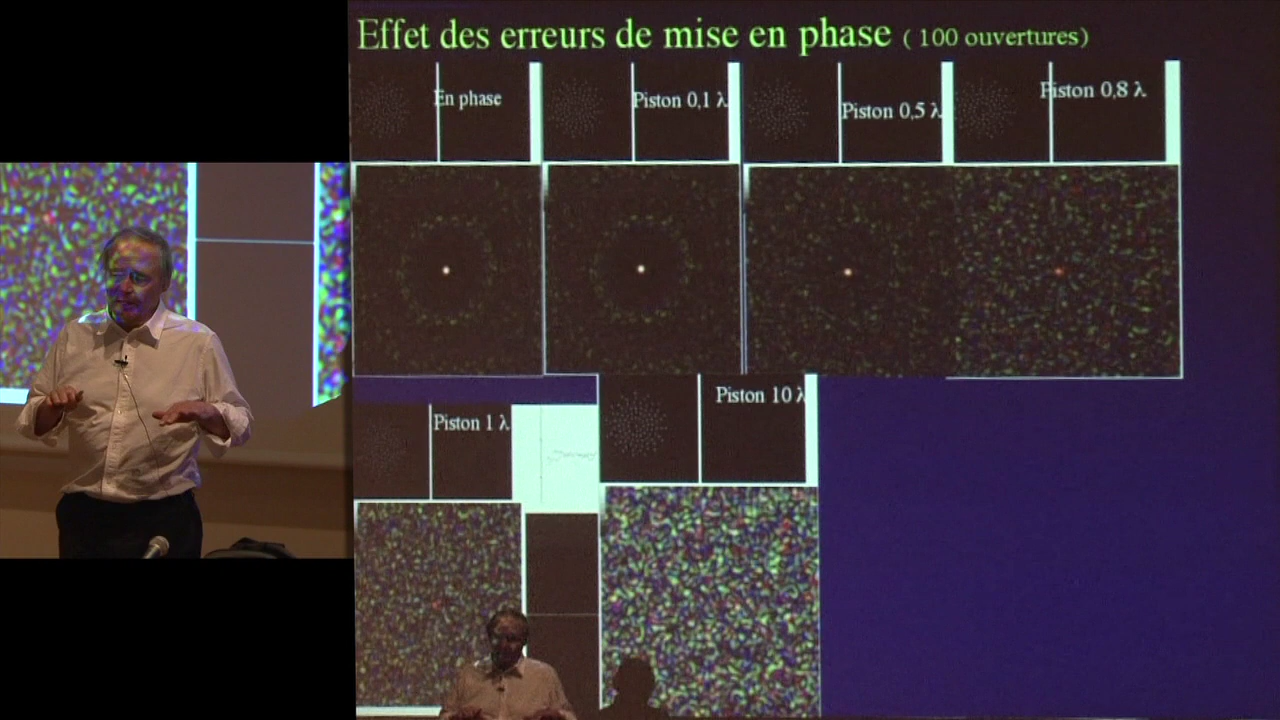 Effet des erreurs de mise en phase ( 100 ouvertures)
En phase
Piston 0,1 λ
Piston 0,5 λ
Piston 0,8 λ
Piston 1 λ
Piston 10 λ